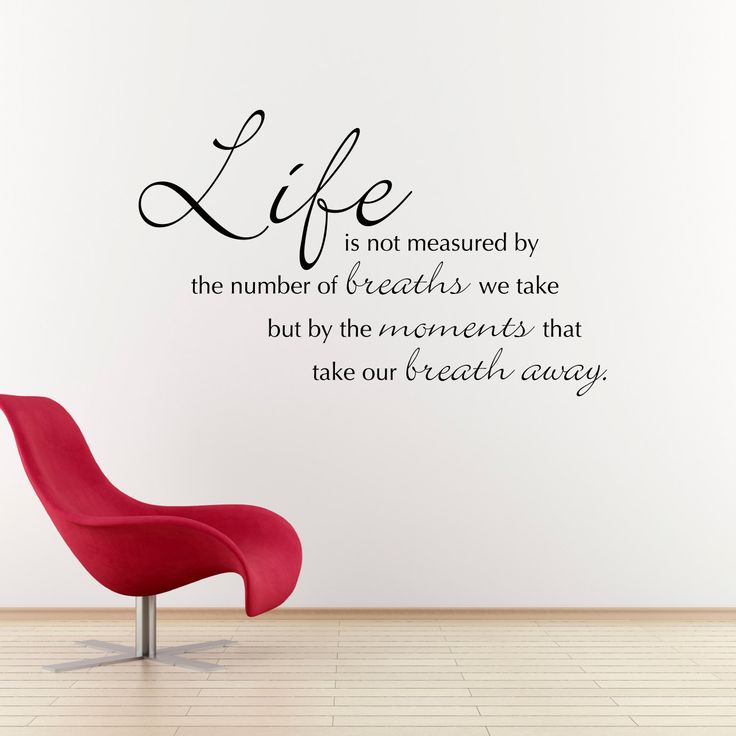 Life
is not measured by
the number of breaths we take
but by the moments that
take our breath away.